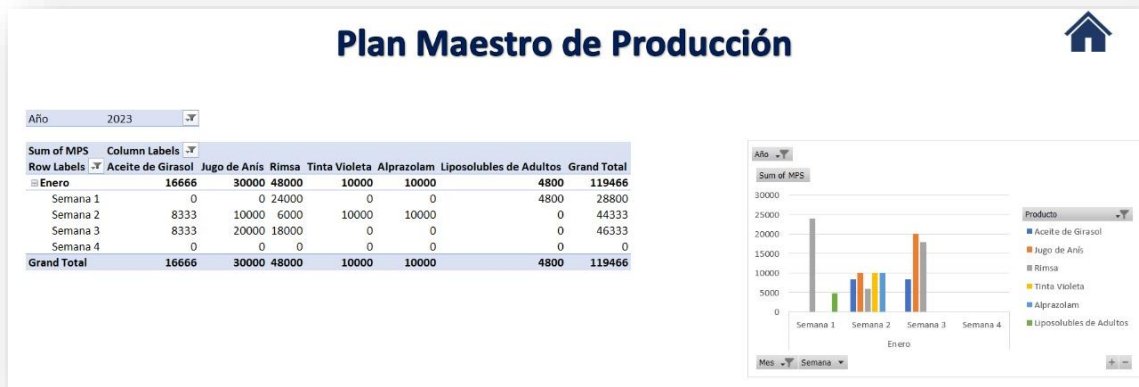 Plan Maestro de Producción
Año 2023
Sum of MPS Column Labels
Row Labels Aceite de Girasol Jugo de Anís Rimsa Tinta Violeta Alprazolam Liposolubles de Adultos Grand Total
Enero 16666 30000 48000 10000 10000 4800 119466
Semana 1 0 0 24000 0 0 4800 28800
Semana 2 8333 10000 6000 10000 10000 0 44333
Semana 3 8333 20000 18000 0 0 0 46333
Semana 4 0 0 0 0 0 0 0
Grand Total 16666 30000 48000 10000 10000 4800 119466
Año
Sum of MPS
30000
25000
20000
15000
10000
5000
0
Semana 1 Semana 2 Semana 3 Semana 4
Enero
Producto
Aceite de Girasol
Jugo de Anís
Rimsa
Tinta Violeta
Alprazolam
Liposolubles de Adultos
Mes Semana
+ −